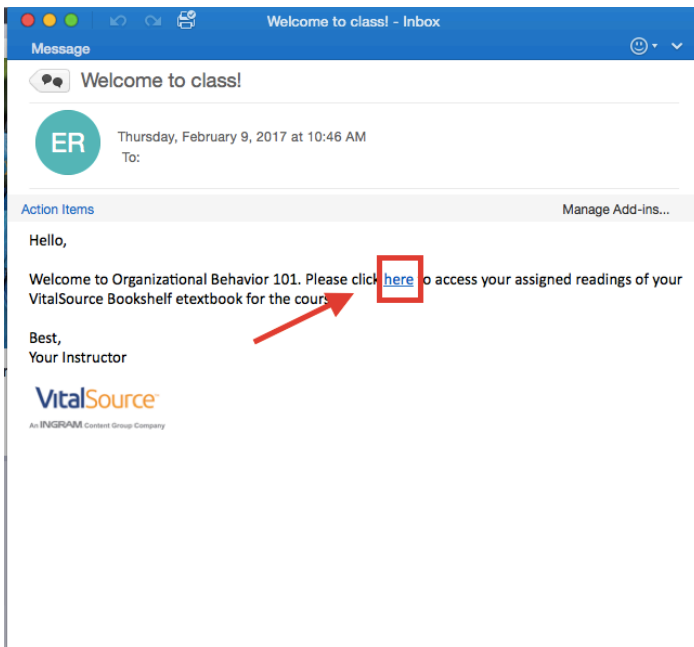 Welcome to class! - Inbox
Message
Welcome to class!
ER
Thursday, February 9, 2017 at 10:46 AM
To:
Action Items
Manage Add-ins...
Hello,
Welcome to Organizational Behavior 101. Please click here to access your assigned readings of your
VitalSource Bookshelf etextbook for the cours
Best,
Your Instructor
VitalSource
An INGRAM Content Group Company